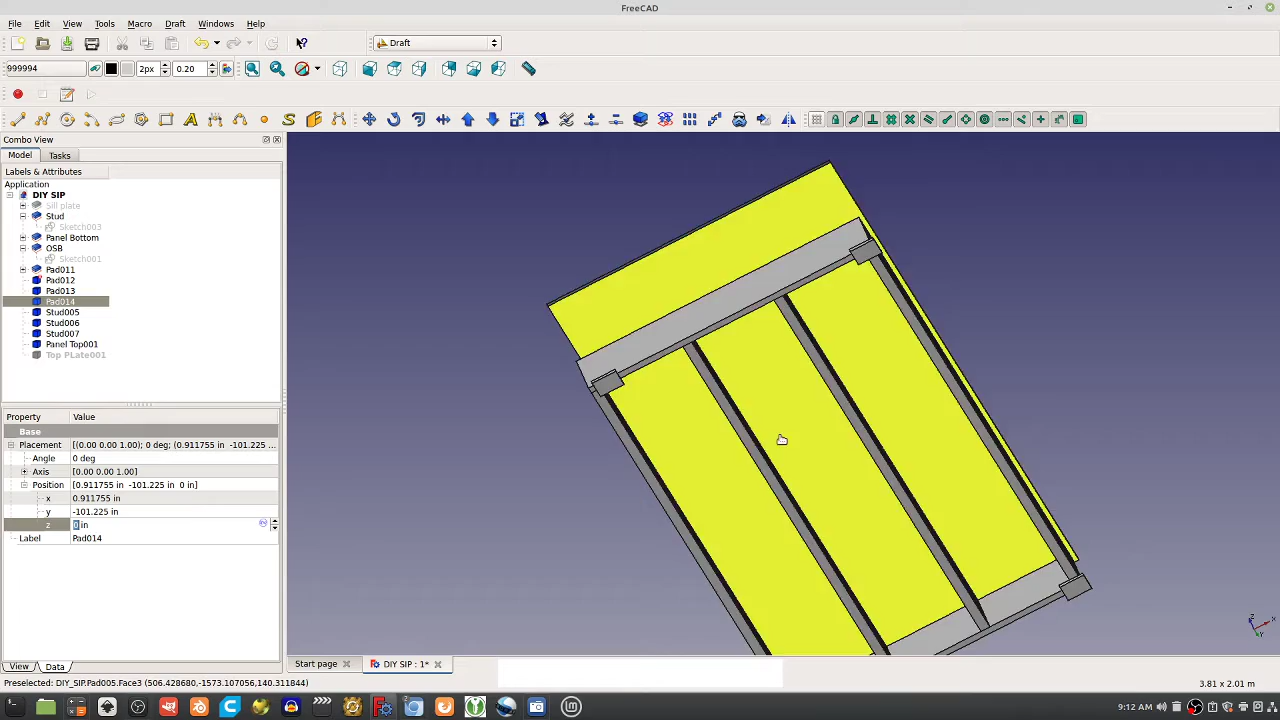 FreeCAD
File Edit View Tools Macro Draft Windows Help
Draft
999994 2px 0.20
Combo View
Model Tasks
Labels & Attributes
Application
DIY SIP
Sill plate
Stud
Sketch003
Panel Bottom
OSB
Sketch001
Pad011
Pad012
Pad013
Pad014
Stud005
Stud006
Stud007
Panel Top001
Top PLate001
Property Value
Base
Placement [(0.00 0.00 1.00); 0 deg; (0.911755 in -101.225 ...
Angle 0 deg
Axis [0.00 0.00 1.00]
Position [0.911755 in -101.225 in 0 in]
x 0.911755 in
y -101.225 in
z 0 in
Label Pad014
View Data
Start page DIY SIP : 1*
Preselected: DIY_SIP.Pad005.Face3 (506.428680, -1573.107056, 140.311844)
3.81 x 2.01 m
9:12 AM